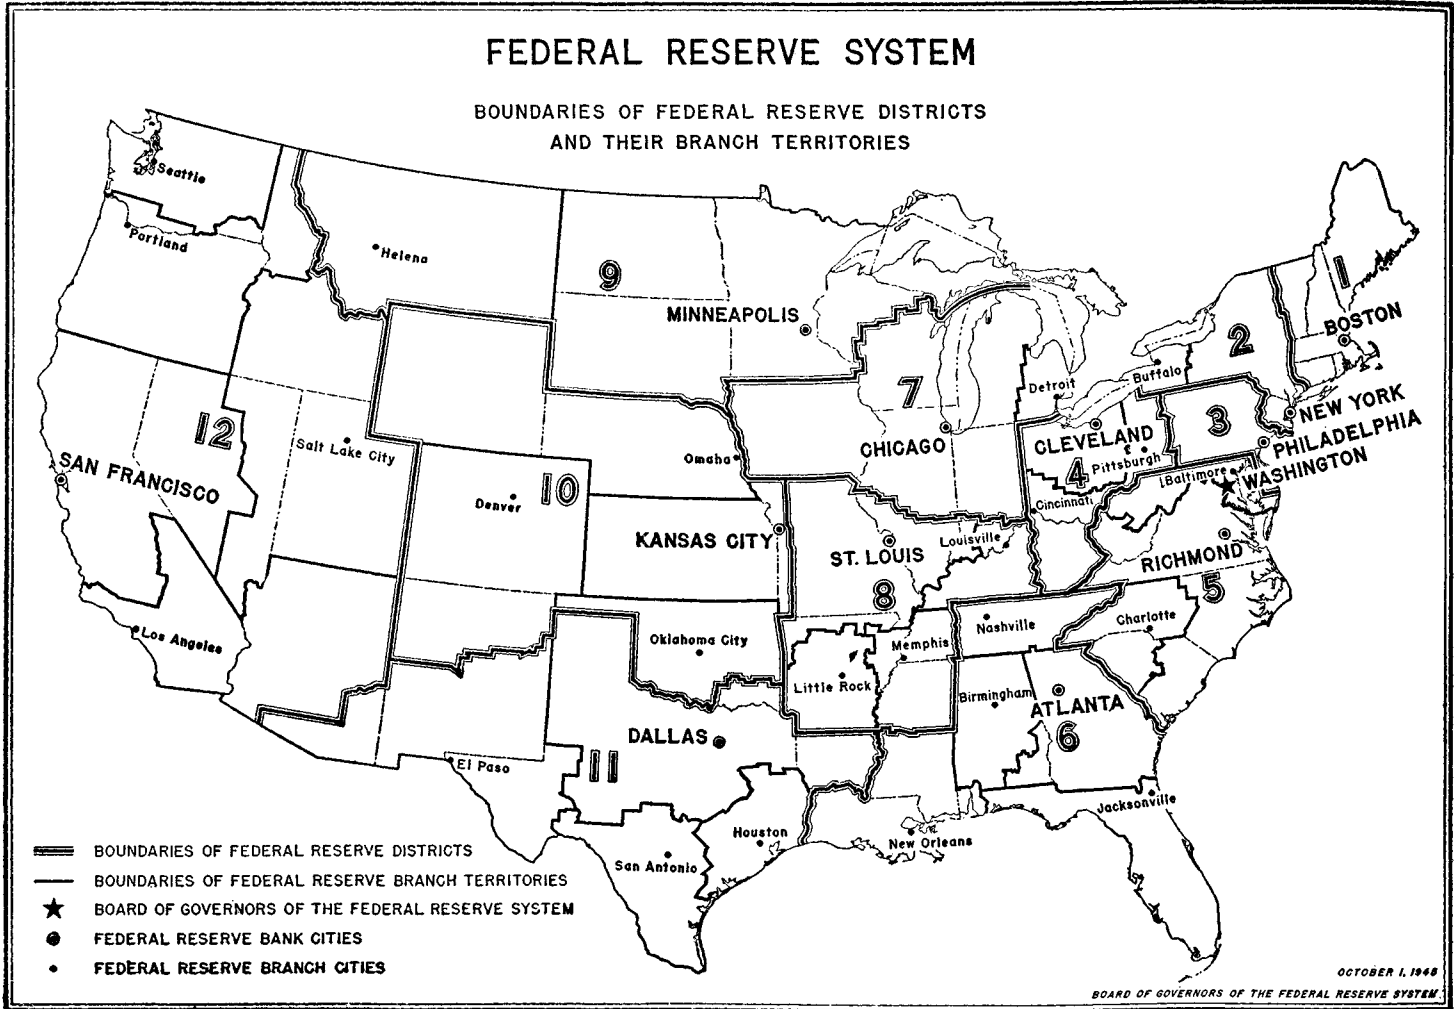 FEDERAL RESERVE SYSTEM
BOUNDARIES OF FEDERAL RESERVE DISTRICTS
AND THEIR BRANCH TERRITORIES
Seattle
Portland
Helena
9
MINNEAPOLIS
1
BOSTON
2
Buffalo
Detroit
7
CHICAGO
NEW YORK
3
PHILADELPHIA
WASHINGTON
CLEVELAND
4
Pittsburgh
Baltimore
Cincinnati
12
Salt Lake City
SAN FRANCISCO
Omaha
Denver
10
KANSAS CITY
ST. LOUIS
Louisville
8
RICHMOND
5
Los Angeles
Oklahoma City
Nashville
Charlotte
Memphis
Little Rock
Birmingham
ATLANTA
6
DALLAS
11
El Paso
Jacksonville
Houston
New Orleans
San Antonio
BOUNDARIES OF FEDERAL RESERVE DISTRICTS
BOUNDARIES OF FEDERAL RESERVE BRANCH TERRITORIES
BOARD OF GOVERNORS OF THE FEDERAL RESERVE SYSTEM
FEDERAL RESERVE BANK CITIES
FEDERAL RESERVE BRANCH CITIES
OCTOBER 1, 1948
BOARD OF GOVERNORS OF THE FEDERAL RESERVE SYSTEM